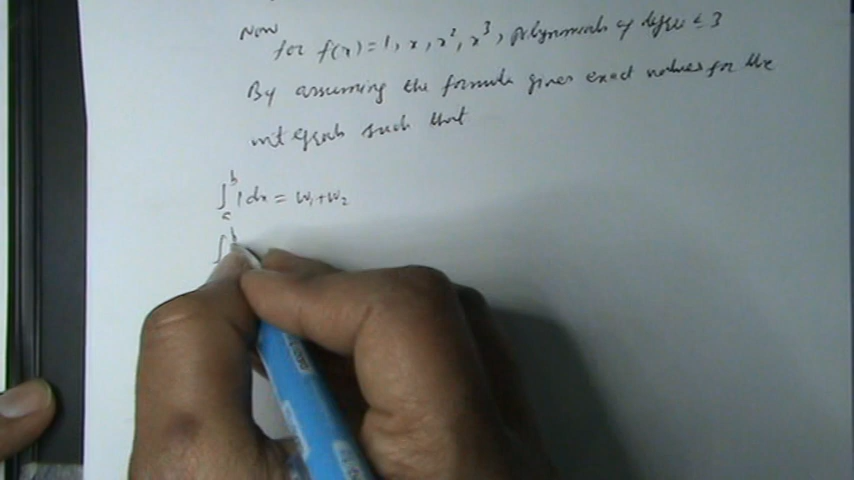 Now
for f(x) = 1, x, x², x³, polynomials of degree ≤ 3
By assuming the formula gives exact values for the
integrals such that
∫ₐᵇ 1 dx = w₁ + w₂
∫ᵇ